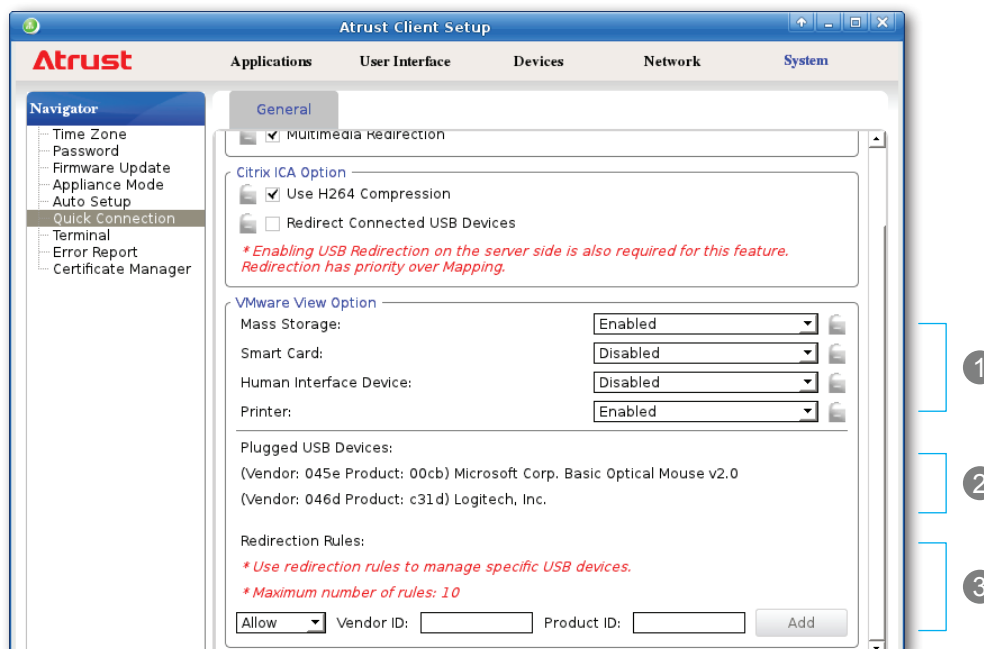 Atrust Client Setup
Atrust
Applications
User Interface
Devices
Network
System
Navigator
Time Zone
Password
Firmware Update
Appliance Mode
Auto Setup
Quick Connection
Terminal
Error Report
Certificate Manager
General
Multimedia Redirection
Citrix ICA Option
Use H264 Compression
Redirect Connected USB Devices
* Enabling USB Redirection on the server side is also required for this feature.
Redirection has priority over Mapping.
VMware View Option
Mass Storage: Enabled
Smart Card: Disabled
Human Interface Device: Disabled
Printer: Enabled
Plugged USB Devices:
(Vendor: 045e Product: 00cb) Microsoft Corp. Basic Optical Mouse v2.0
(Vendor: 046d Product: c31d) Logitech, Inc.
Redirection Rules:
* Use redirection rules to manage specific USB devices.
* Maximum number of rules: 10
Allow Vendor ID: Product ID: Add
1
2
3